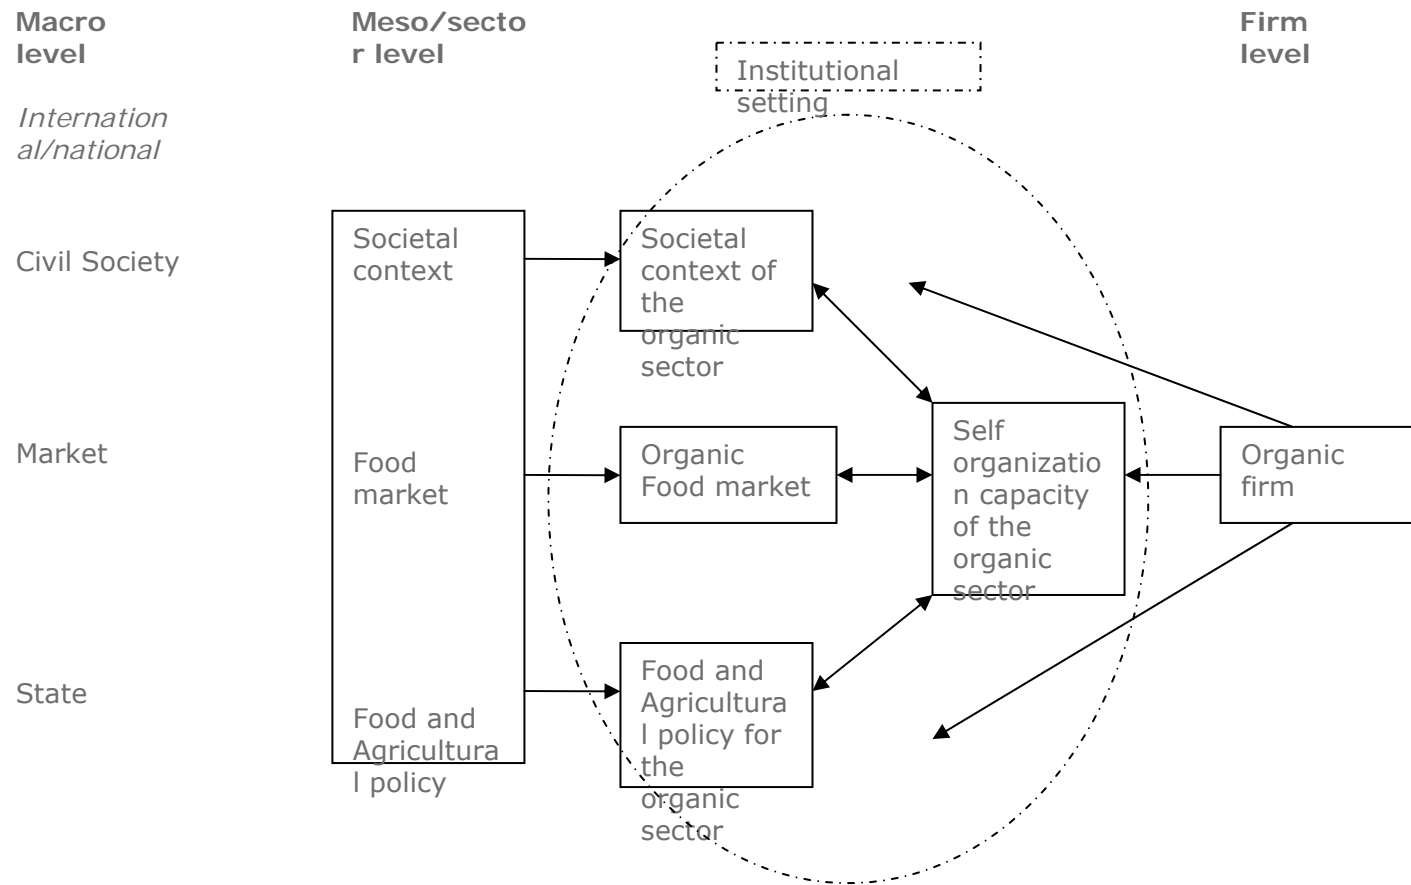 Macro
level
Meso/secto
r level
Firm
level
Institutional
setting
Internation
al/national
Civil Society
Societal
context
Societal
context of
the
organic
sector
Market
Food
market
Organic
Food market
Self
organizatio
n capacity
of the
organic
sector
Organic
firm
State
Food and
Agricultura
l policy
Food and
Agricultura
l policy for
the
organic
sector